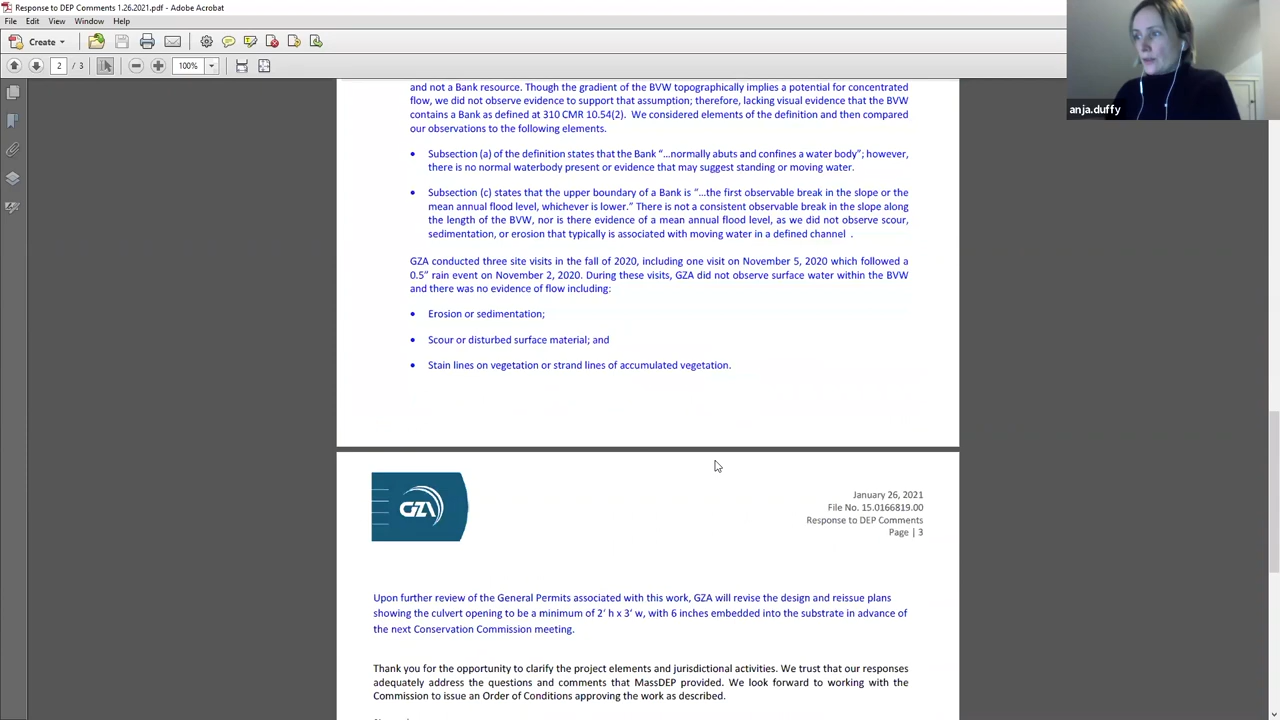 Response to DEP Comments 1.26.2021.pdf - Adobe Acrobat
File Edit View Window Help
Create
2 / 3 100%
anja.duffy
and not a Bank resource. Though the gradient of the BVW topographically implies a potential for concentrated
flow, we did not observe evidence to support that assumption; therefore, lacking visual evidence that the BVW
contains a Bank as defined at 310 CMR 10.54(2). We considered elements of the definition and then compared
our observations to the following elements.
• Subsection (a) of the definition states that the Bank “…normally abuts and confines a water body”; however,
there is no normal waterbody present or evidence that may suggest standing or moving water.
• Subsection (c) states that the upper boundary of a Bank is “…the first observable break in the slope or the
mean annual flood level, whichever is lower.” There is not a consistent observable break in the slope along
the length of the BVW, nor is there evidence of a mean annual flood level, as we did not observe scour,
sedimentation, or erosion that typically is associated with moving water in a defined channel .
GZA conducted three site visits in the fall of 2020, including one visit on November 5, 2020 which followed a
0.5” rain event on November 2, 2020. During these visits, GZA did not observe surface water within the BVW
and there was no evidence of flow including:
• Erosion or sedimentation;
• Scour or disturbed surface material; and
• Stain lines on vegetation or strand lines of accumulated vegetation.
GZA
January 26, 2021
File No. 15.0166819.00
Response to DEP Comments
Page | 3
Upon further review of the General Permits associated with this work, GZA will revise the design and reissue plans
showing the culvert opening to be a minimum of 2’ h x 3’ w, with 6 inches embedded into the substrate in advance of
the next Conservation Commission meeting.
Thank you for the opportunity to clarify the project elements and jurisdictional activities. We trust that our responses
adequately address the questions and comments that MassDEP provided. We look forward to working with the
Commission to issue an Order of Conditions approving the work as described.